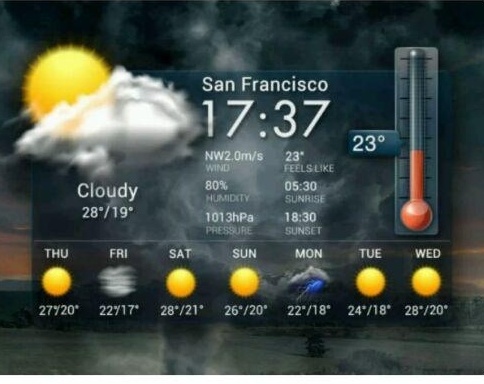 San Francisco
17:37
23°
NW2.0m/s 23°
WIND FEELS LIKE
80% 05:30
HUMIDITY SUNRISE
1013hPa 18:30
PRESSURE SUNSET
Cloudy
28°/19°
THU FRI SAT SUN MON TUE WED
27°/20° 22°/17° 28°/21° 26°/20° 22°/18° 24°/18° 28°/20°